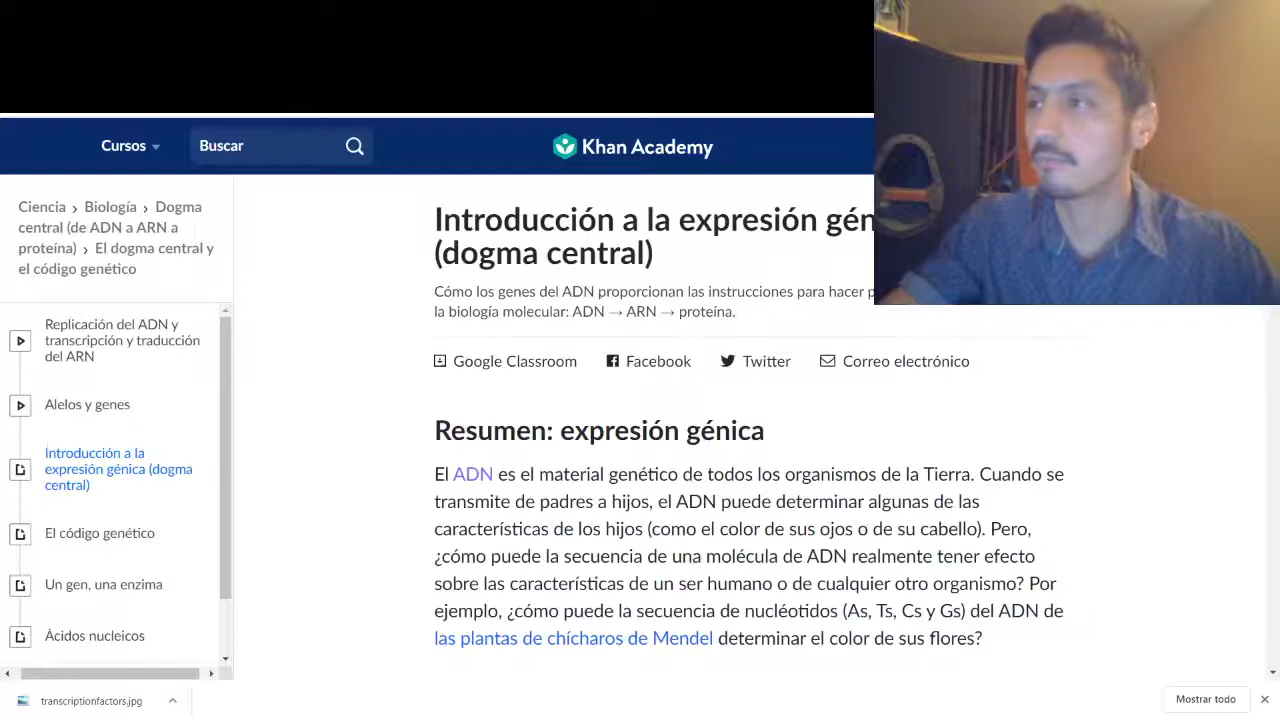 Cursos
Buscar
Khan Academy
Ciencia › Biología › Dogma
central (de ADN a ARN a
proteína) › El dogma central y
el código genético
Replicación del ADN y
transcripción y traducción
del ARN
Alelos y genes
Introducción a la
expresión génica (dogma
central)
El código genético
Un gen, una enzima
Ácidos nucleicos
Introducción a la expresión
(dogma central)
Cómo los genes del ADN proporcionan las instrucciones para hacer
la biología molecular: ADN → ARN → proteína.
Google Classroom
Facebook
Twitter
Correo electrónico
Resumen: expresión génica
El ADN es el material genético de todos los organismos de la Tierra. Cuando se
transmite de padres a hijos, el ADN puede determinar algunas de las
características de los hijos (como el color de sus ojos o de su cabello). Pero,
¿cómo puede la secuencia de una molécula de ADN realmente tener efecto
sobre las características de un ser humano o de cualquier otro organismo? Por
ejemplo, ¿cómo puede la secuencia de nucleótidos (As, Ts, Cs y Gs) del ADN de
las plantas de chícharos de Mendel determinar el color de sus flores?
transcriptionfactors.jpg
Mostrar todo